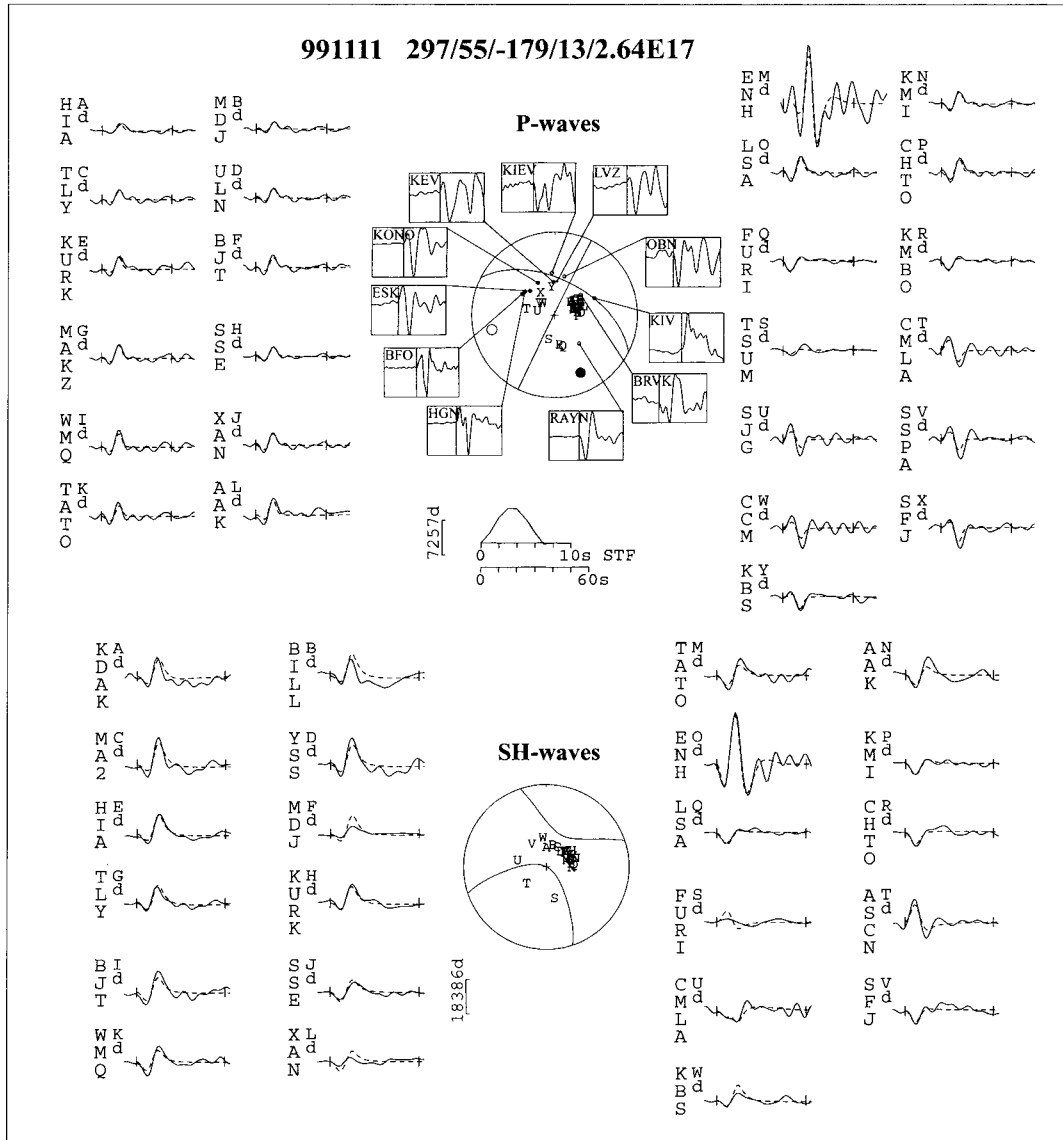 991111 297/55/-179/13/2.64E17
P-waves
HIA A d
MDJ B d
TLY C d
ULN D d
KURK E d
BJT F d
MAKZ G d
SSE H d
WMQ I d
XAN J d
TATO K d
AAK L d
KEV
KIEV
LVZ
KONO
OBN
ESK
KIV
BFO
BRVK
HGN
RAYN
X
Y
W
T
U
S
Q
7257d
0 10s STF
0 60s
ENH M d
KMI N d
LSA O d
CHTO P d
FURI Q d
KMBO R d
TSUM S d
CMLA T d
SJG U d
SSPA V d
CCM W d
SFJ X d
KBS Y d
SH-waves
KDAK A d
BILL B d
MA2 C d
YSS D d
HIA E d
MDJ F d
TLY G d
KURK H d
BJT I d
SSE J d
WMQ K d
XAN L d
W
V
A
B
U
T
S
18386d
TATO M d
AAK N d
ENH O d
KMI P d
LSA Q d
CHTO R d
FURI S d
ASCN T d
CMLA U d
SFJ V d
KBS W d